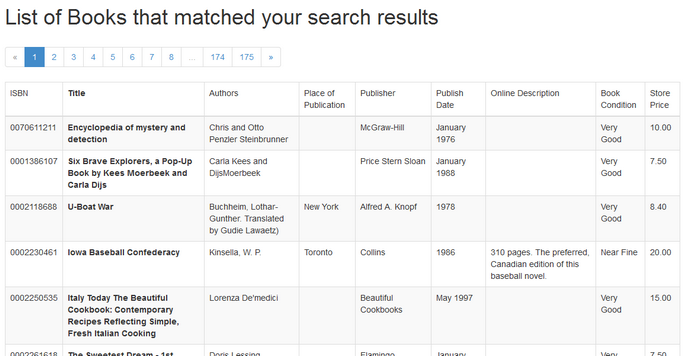 List of Books that matched your search results
« 1 2 3 4 5 6 7 8 ... 174 175 »
ISBN Title Authors Place of Publication Publisher Publish Date Online Description Book Condition Store Price
0070611211 Encyclopedia of mystery and detection Chris and Otto Penzler Steinbrunner McGraw-Hill January 1976 Very Good 10.00
0001386107 Six Brave Explorers, a Pop-Up Book by Kees Moerbeek and Carla Dijs Carla Kees and DijsMoerbeek Price Stern Sloan January 1988 Very Good 7.50
0002118688 U-Boat War Buchheim, Lothar-Gunther. Translated by Gudie Lawaetz) New York Alfred A. Knopf 1978 Very Good 8.40
0002230461 Iowa Baseball Confederacy Kinsella, W. P. Toronto Collins 1986 310 pages. The preferred, Canadian edition of this baseball novel. Near Fine 20.00
0002250535 Italy Today The Beautiful Cookbook: Contemporary Recipes Reflecting Simple, Fresh Italian Cooking Lorenza De'medici Beautiful Cookbooks May 1997 Very Good 15.00
0002261618 The Sweetest Dream - 1st Doris Lessing Flamingo January Very 7.50